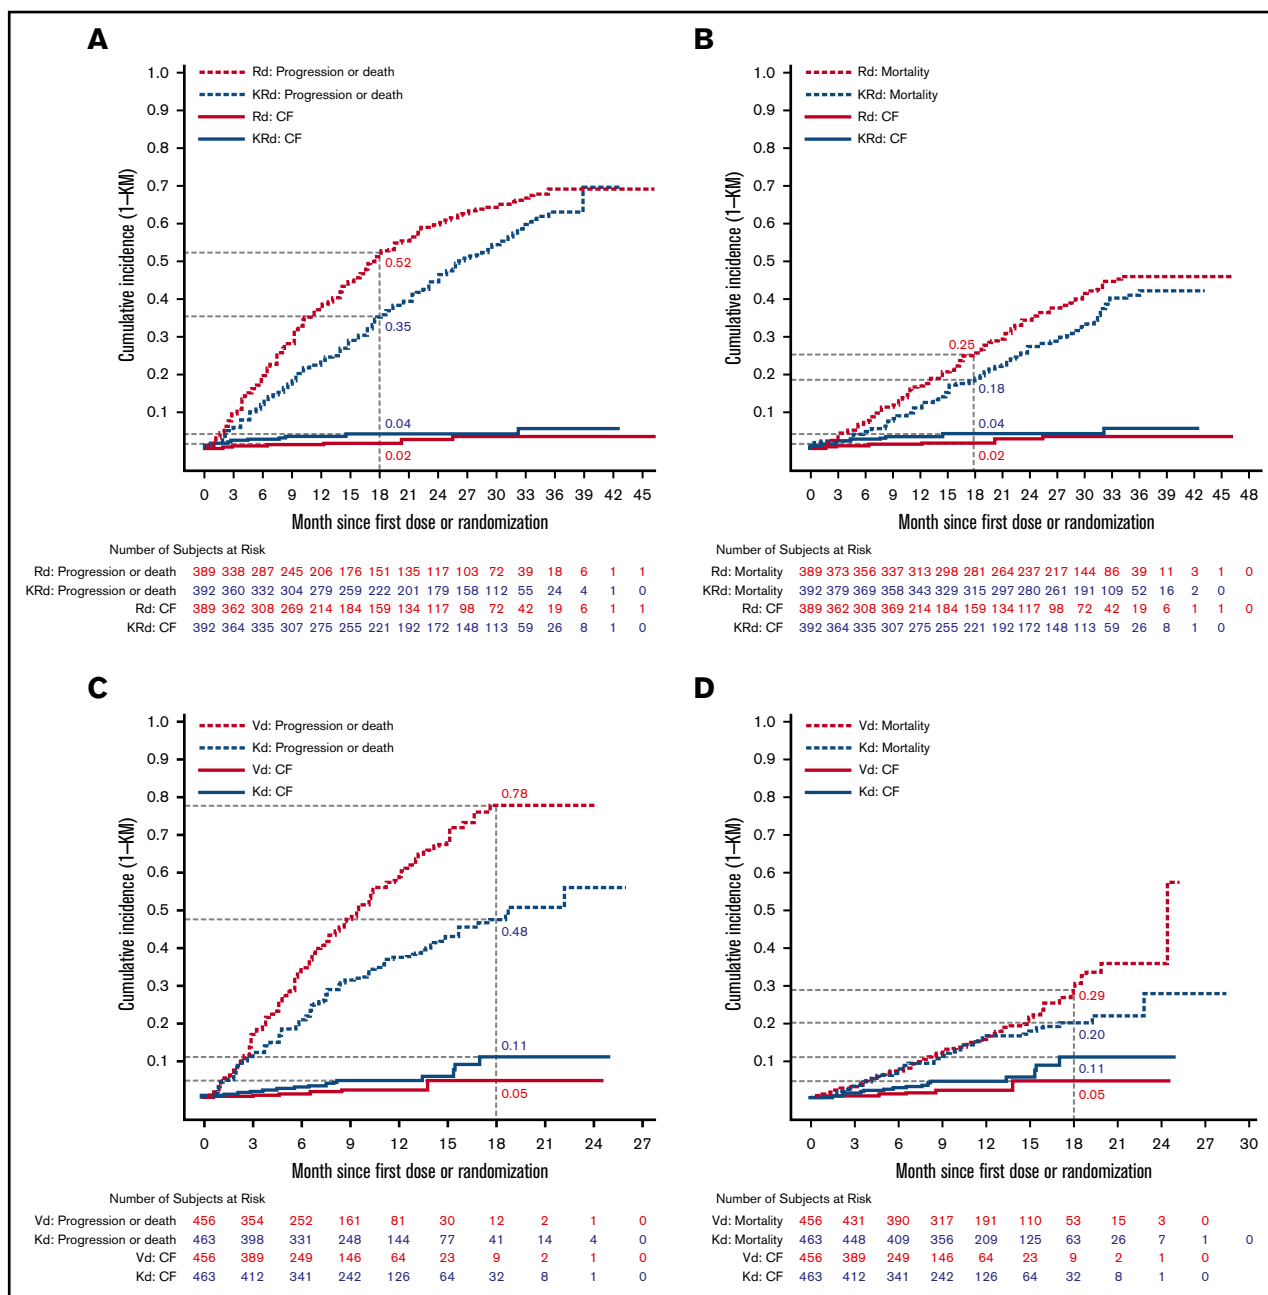 A
Rd: Progression or death
KRd: Progression or death
Rd: CF
KRd: CF
Cumulative incidence (1–KM)
1.0
0.9
0.8
0.7
0.6
0.5
0.4
0.3
0.2
0.1
0.52
0.35
0.04
0.02
0 3 6 9 12 15 18 21 24 27 30 33 36 39 42 45
Month since first dose or randomization
Number of Subjects at Risk
Rd: Progression or death 389 338 287 245 206 176 151 135 117 103 72 39 18 6 1 1
KRd: Progression or death 392 360 332 304 279 259 222 201 179 158 112 55 24 4 1 0
Rd: CF 389 362 308 269 214 184 159 134 117 98 72 42 19 6 1 1
KRd: CF 392 364 335 307 275 255 221 192 172 148 113 59 26 8 1 0
B
Rd: Mortality
KRd: Mortality
Rd: CF
KRd: CF
Cumulative incidence (1–KM)
1.0
0.9
0.8
0.7
0.6
0.5
0.4
0.3
0.2
0.1
0.25
0.18
0.04
0.02
0 3 6 9 12 15 18 21 24 27 30 33 36 39 42 45 48
Month since first dose or randomization
Number of Subjects at Risk
Rd: Mortality 389 373 356 337 313 298 281 264 237 217 144 86 39 11 3 1 0
KRd: Mortality 392 379 369 358 343 329 315 297 280 261 191 109 52 16 2 0
Rd: CF 389 362 308 369 214 184 159 134 117 98 72 42 19 6 1 1 0
KRd: CF 392 364 335 307 275 255 221 192 172 148 113 59 26 8 1 0
C
Vd: Progression or death
Kd: Progression or death
Vd: CF
Kd: CF
Cumulative incidence (1–KM)
1.0
0.9
0.8
0.7
0.6
0.5
0.4
0.3
0.2
0.1
0.78
0.48
0.11
0.05
0 3 6 9 12 15 18 21 24 27
Month since first dose or randomization
Number of Subjects at Risk
Vd: Progression or death 456 354 252 161 81 30 12 2 1 0
Kd: Progression or death 463 398 331 248 144 77 41 14 4 0
Vd: CF 456 389 249 146 64 23 9 2 1 0
Kd: CF 463 412 341 242 126 64 32 8 1 0
D
Vd: Mortality
Kd: Mortality
Vd: CF
Kd: CF
Cumulative incidence (1–KM)
1.0
0.9
0.8
0.7
0.6
0.5
0.4
0.3
0.2
0.1
0.29
0.20
0.11
0.05
0 3 6 9 12 15 18 21 24 27 30
Month since first dose or randomization
Number of Subjects at Risk
Vd: Mortality 456 431 390 317 191 110 53 15 3 0
Kd: Mortality 463 448 409 356 209 125 63 26 7 1 0
Vd: CF 456 389 249 146 64 23 9 2 1 0
Kd: CF 463 412 341 242 126 64 32 8 1 0